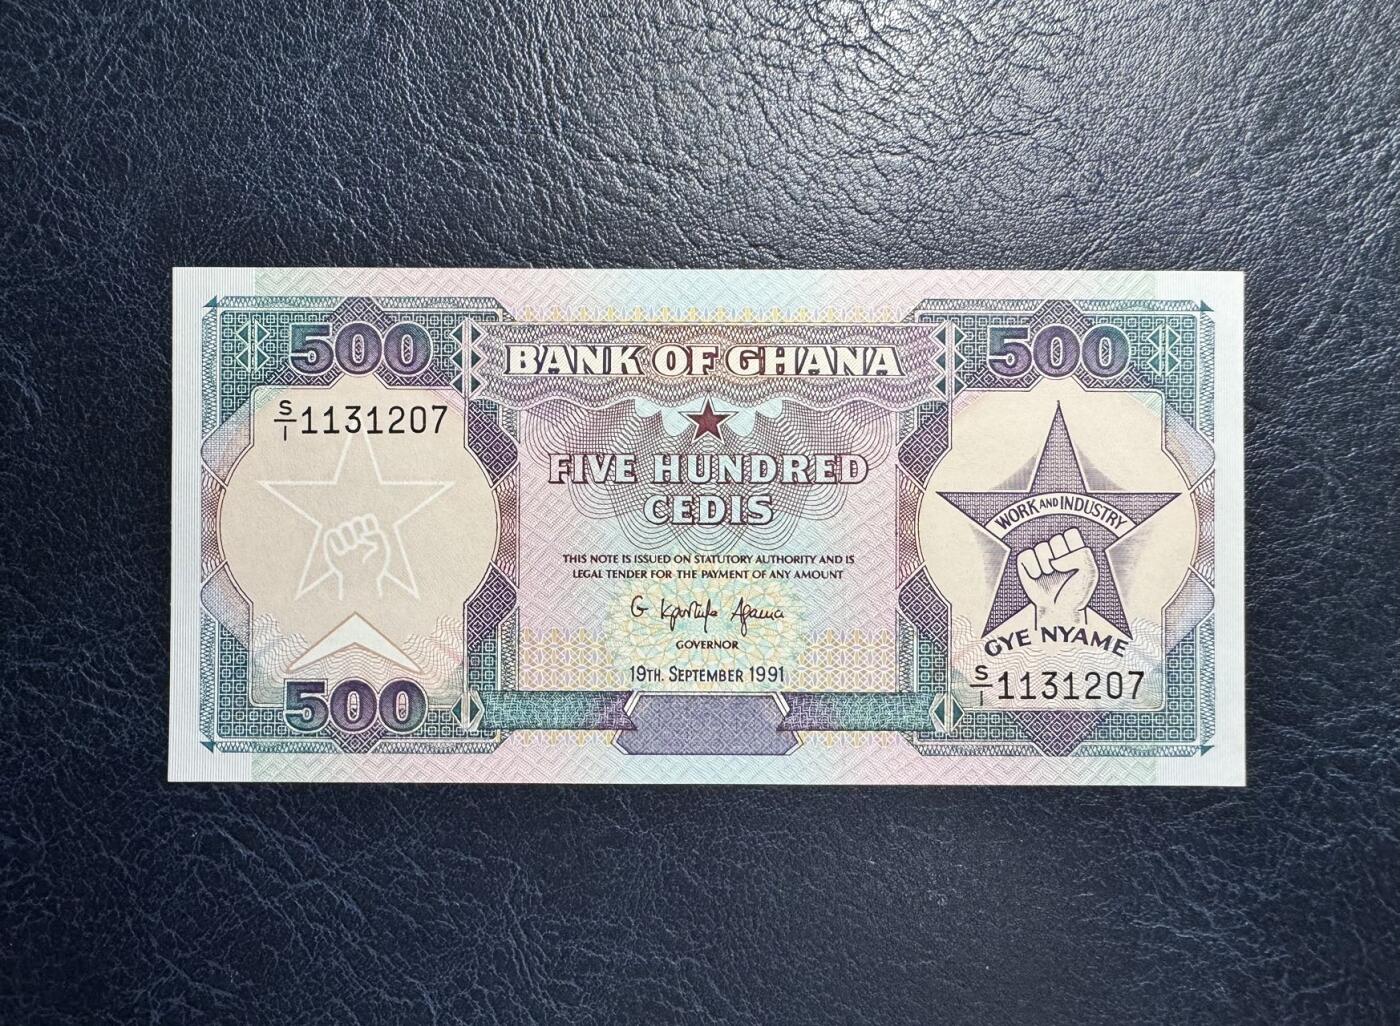 500
BANK OF GHANA
500
S/1 1131207
FIVE HUNDRED
CEDIS
WORK AND INDUSTRY
THIS NOTE IS ISSUED ON STATUTORY AUTHORITY AND IS
LEGAL TENDER FOR THE PAYMENT OF ANY AMOUNT
GOVERNOR
19TH. SEPTEMBER 1991
GYE NYAME
S/1 1131207
500